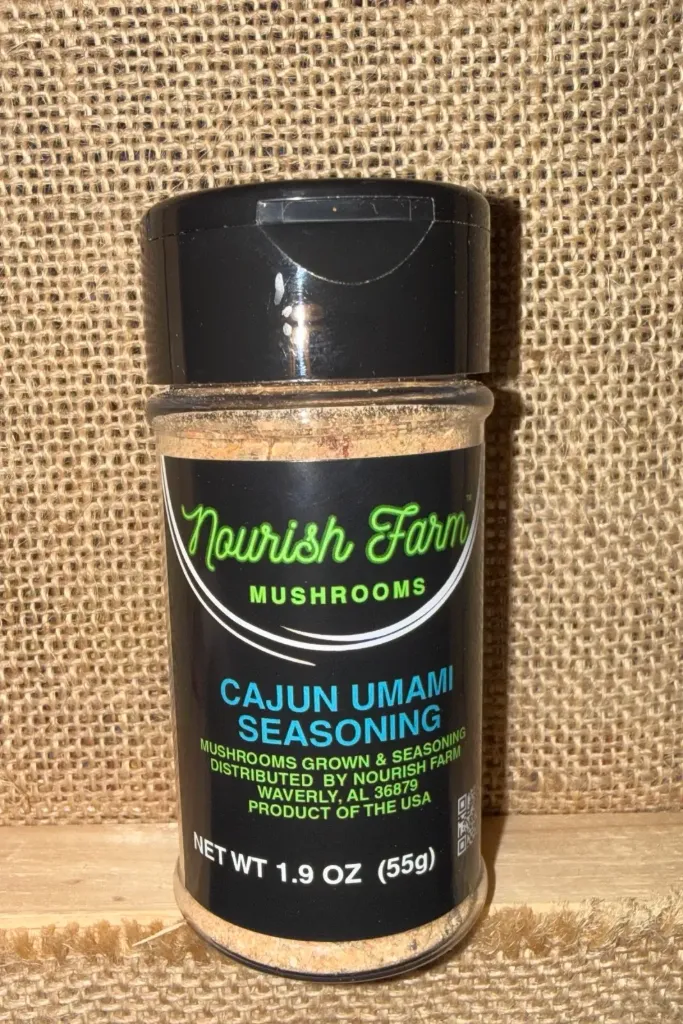 Nourish Farm™
MUSHROOMS
CAJUN UMAMI
SEASONING
MUSHROOMS GROWN & SEASONING
DISTRIBUTED BY NOURISH FARM
WAVERLY, AL 36879
PRODUCT OF THE USA
NET WT 1.9 OZ (55g)